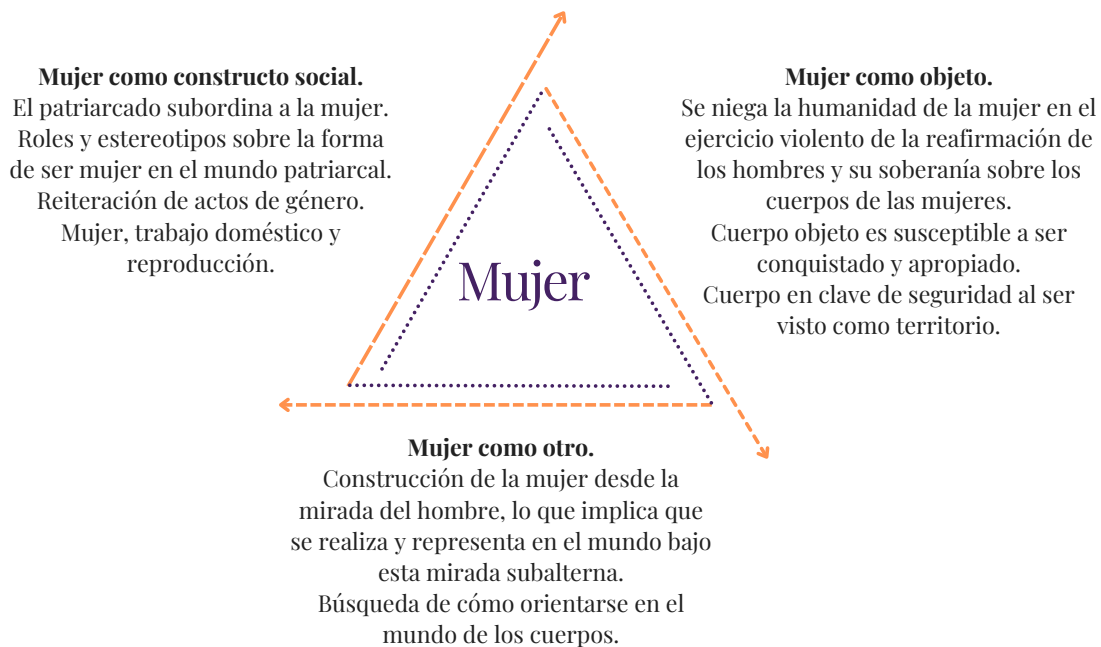 Mujer como constructo social.
El patriarcado subordina a la mujer.
Roles y estereotipos sobre la forma
de ser mujer en el mundo patriarcal.
Reiteración de actos de género.
Mujer, trabajo doméstico y
reproducción.
Mujer como objeto.
Se niega la humanidad de la mujer en el
ejercicio violento de la reafirmación de
los hombres y su soberanía sobre los
cuerpos de las mujeres.
Cuerpo objeto es susceptible a ser
conquistado y apropiado.
Cuerpo en clave de seguridad al ser
visto como territorio.
Mujer
Mujer como otro.
Construcción de la mujer desde la
mirada del hombre, lo que implica que
se realiza y representa en el mundo bajo
esta mirada subalterna.
Búsqueda de cómo orientarse en el
mundo de los cuerpos.